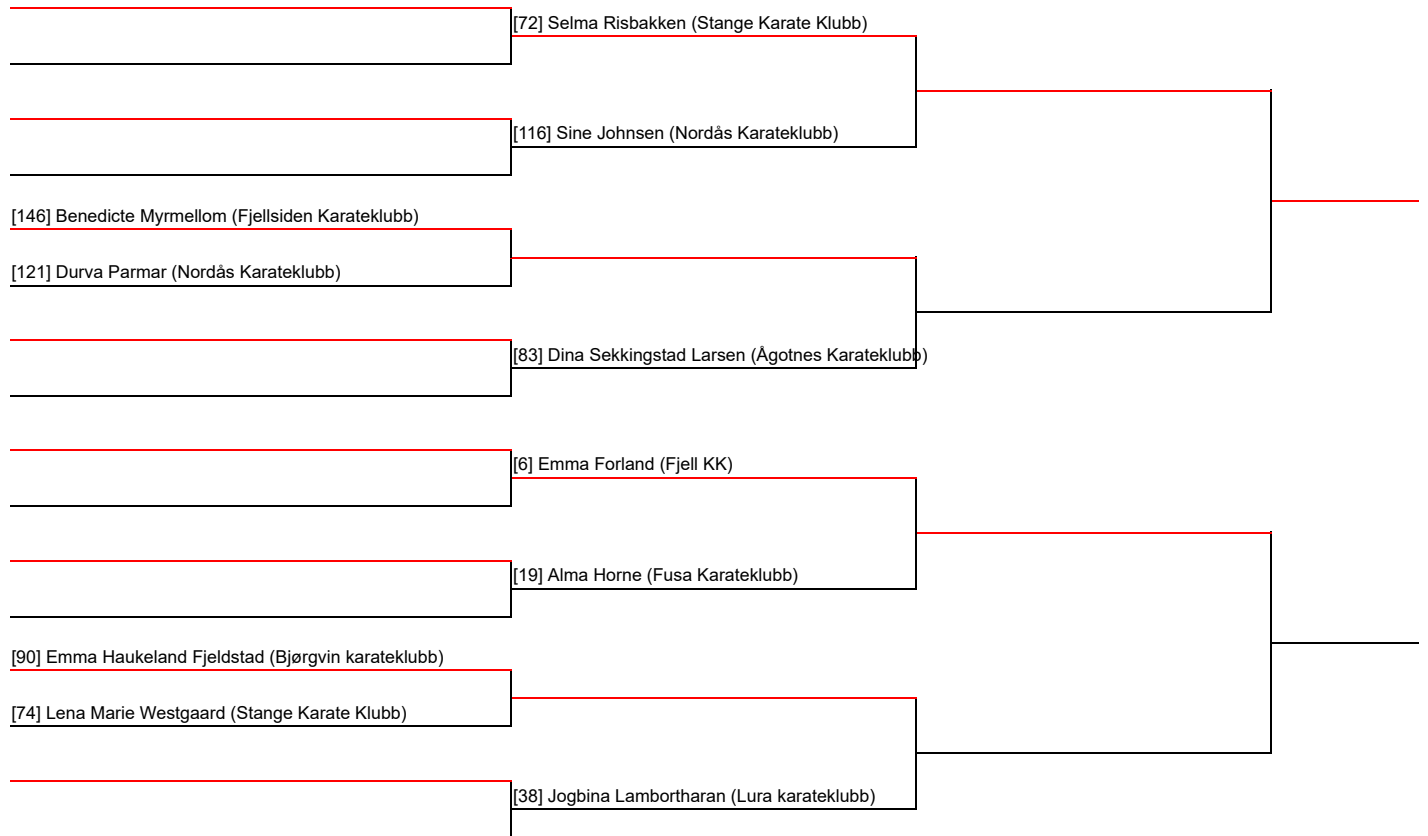 [72] Selma Risbakken (Stange Karate Klubb)
[116] Sine Johnsen (Nordås Karateklubb)
[146] Benedicte Myrmellom (Fjellsiden Karateklubb)
[121] Durva Parmar (Nordås Karateklubb)
[83] Dina Sekkingstad Larsen (Ågotnes Karateklubb)
[6] Emma Forland (Fjell KK)
[19] Alma Horne (Fusa Karateklubb)
[90] Emma Haukeland Fjeldstad (Bjørgvin karateklubb)
[74] Lena Marie Westgaard (Stange Karate Klubb)
[38] Jogbina Lambortharan (Lura karateklubb)